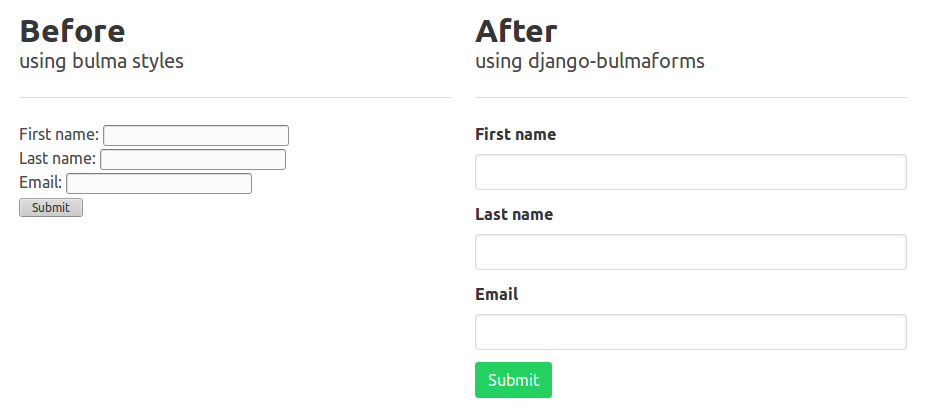 Before
using bulma styles
First name:
Last name:
Email:
Submit
After
using django-bulmaforms
First name
Last name
Email
Submit